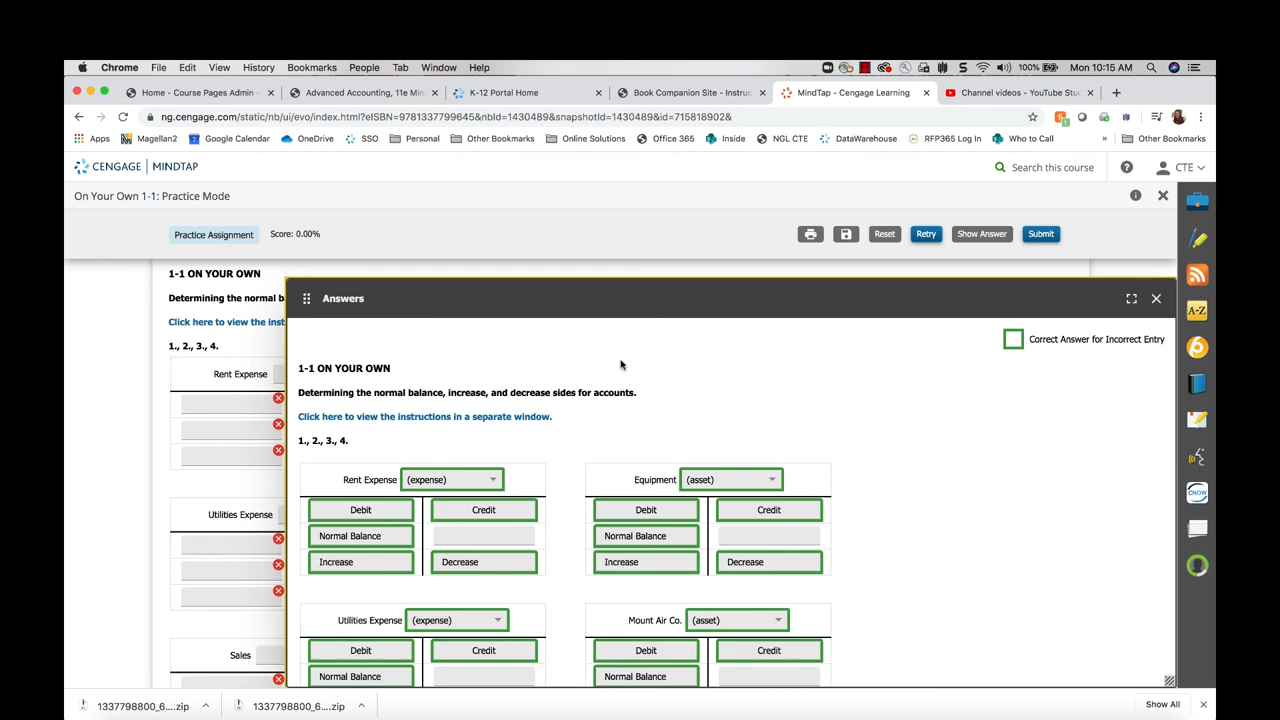 Chrome File Edit View History Bookmarks People Tab Window Help 100% Mon 10:15 AM
Home - Course Pages Admin - Advanced Accounting, 11e Mind K-12 Portal Home Book Companion Site - Instruc MindTap - Cengage Learning Channel videos - YouTube Stu
ng.cengage.com/static/nb/ui/evo/index.html?eISBN=9781337799645&nbId=1430489&snapshotId=1430489&id=715818902&
Apps Magellan2 Google Calendar OneDrive SSO Personal Other Bookmarks Online Solutions Office 365 Inside NGL CTE DataWarehouse RFP365 Log In Who to Call » Other Bookmarks
CENGAGE | MINDTAP Search this course CTE
On Your Own 1-1: Practice Mode
Practice Assignment Score: 0.00% Reset Retry Show Answer Submit
1-1 ON YOUR OWN
Determining the normal b
Click here to view the inst
1., 2., 3., 4.
Rent Expense
Utilities Expense
Sales
Answers
Correct Answer for Incorrect Entry
1-1 ON YOUR OWN
Determining the normal balance, increase, and decrease sides for accounts.
Click here to view the instructions in a separate window.
1., 2., 3., 4.
Rent Expense (expense) Equipment (asset)
Debit Credit Debit Credit
Normal Balance Normal Balance
Increase Decrease Increase Decrease
Utilities Expense (expense) Mount Air Co. (asset)
Debit Credit Debit Credit
Normal Balance Normal Balance
A-Z
CNOW
1337798800_6....zip 1337798800_6....zip Show All